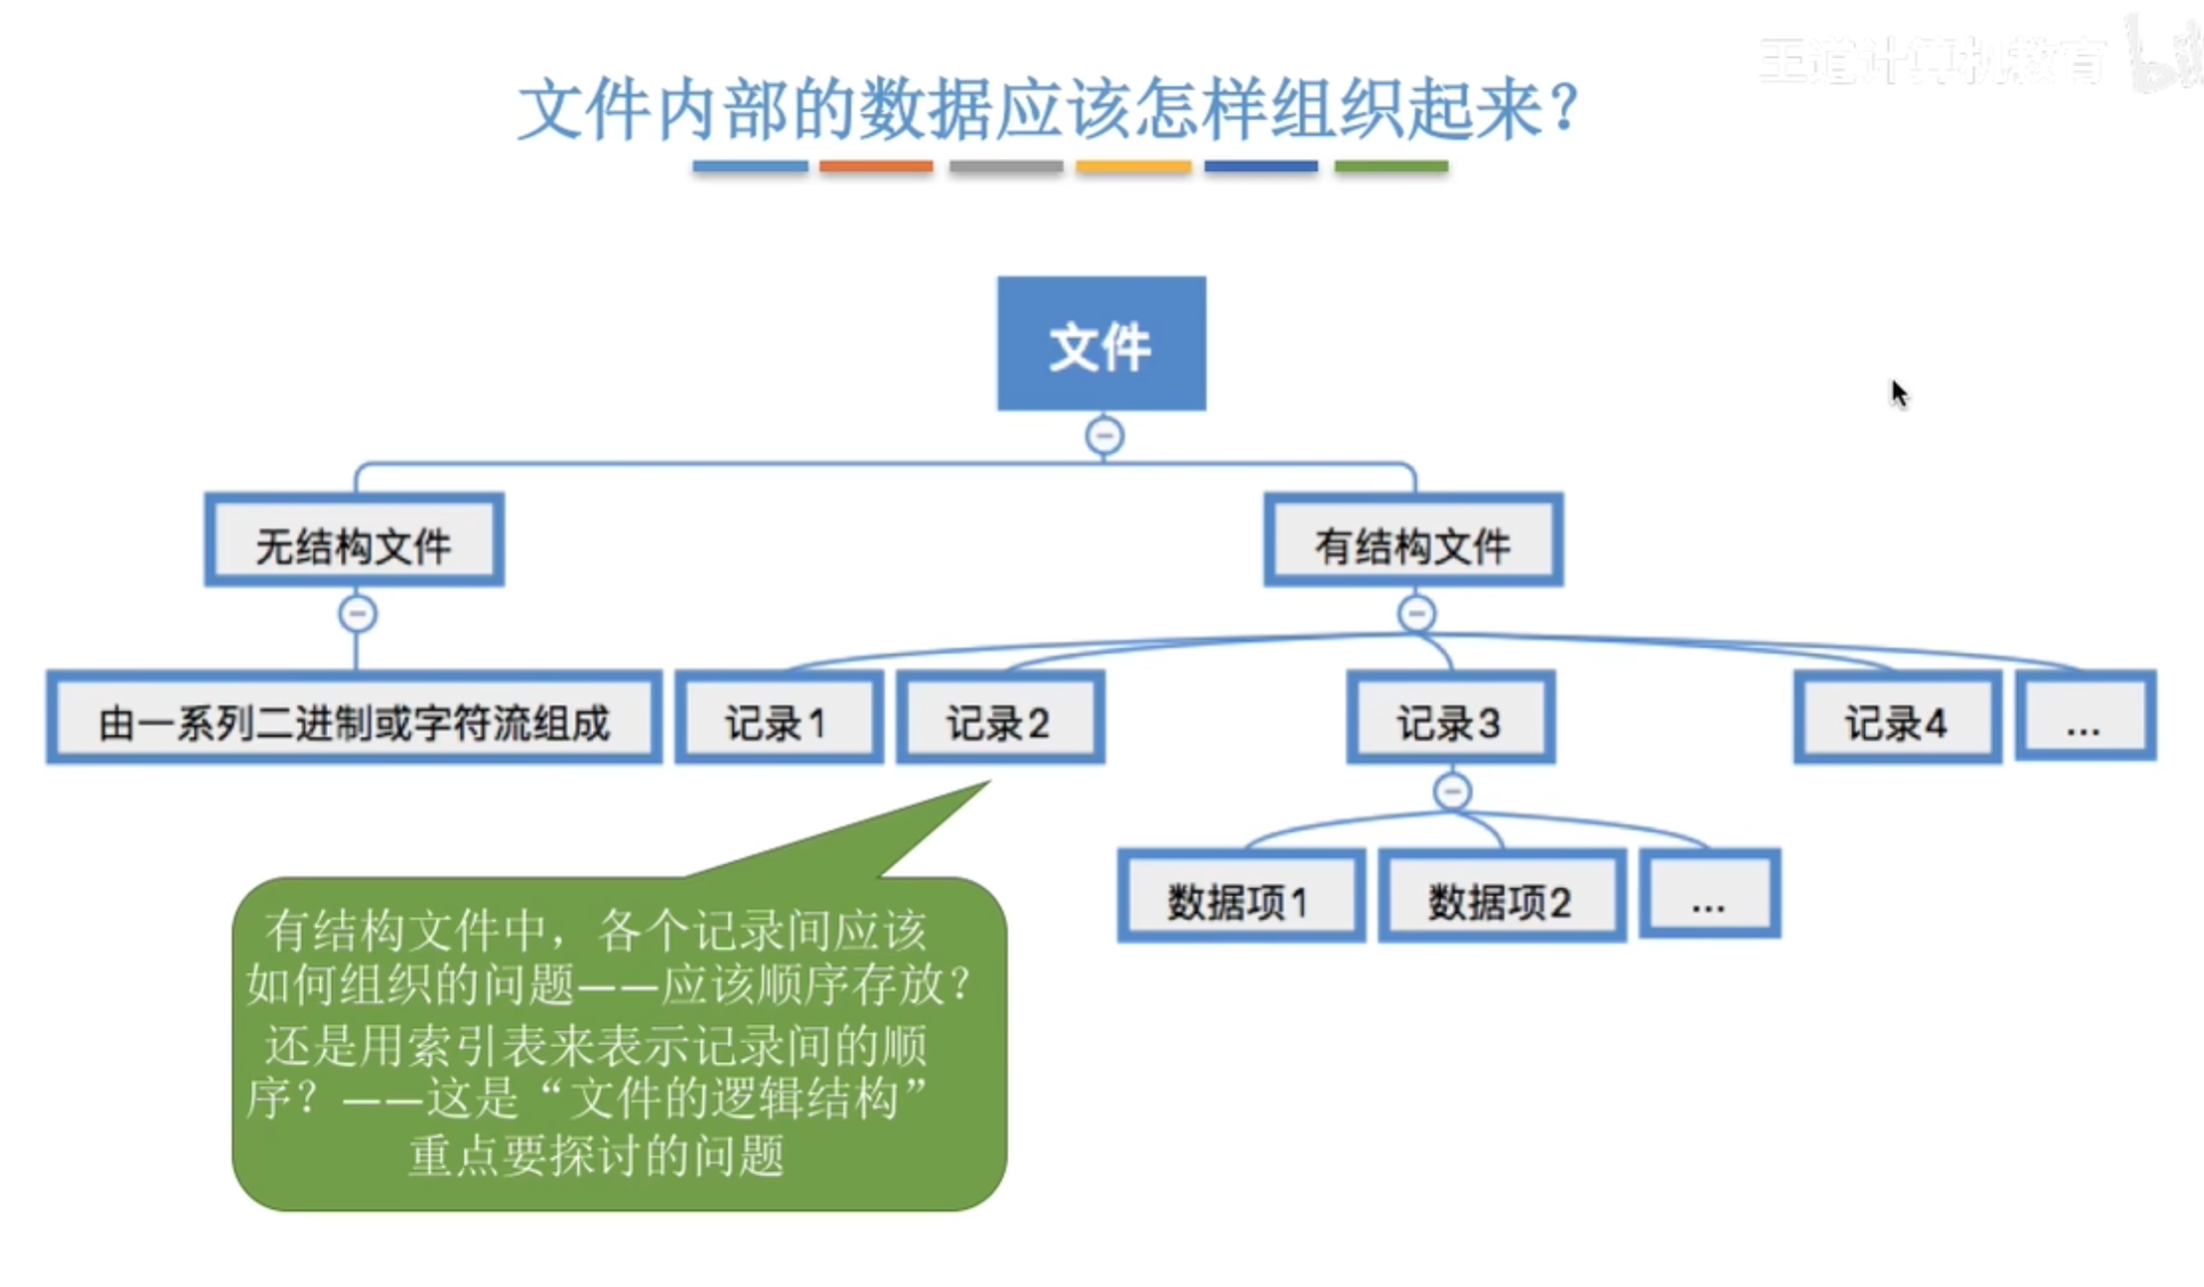 王道计算机教育
文件内部的数据应该怎样组织起来？
文件
无结构文件
有结构文件
由一系列二进制或字符流组成
记录1
记录2
记录3
记录4
...
数据项1
数据项2
...
有结构文件中，各个记录间应该
如何组织的问题——应该顺序存放？
还是用索引表来表示记录间的顺
序？——这是“文件的逻辑结构”
重点要探讨的问题